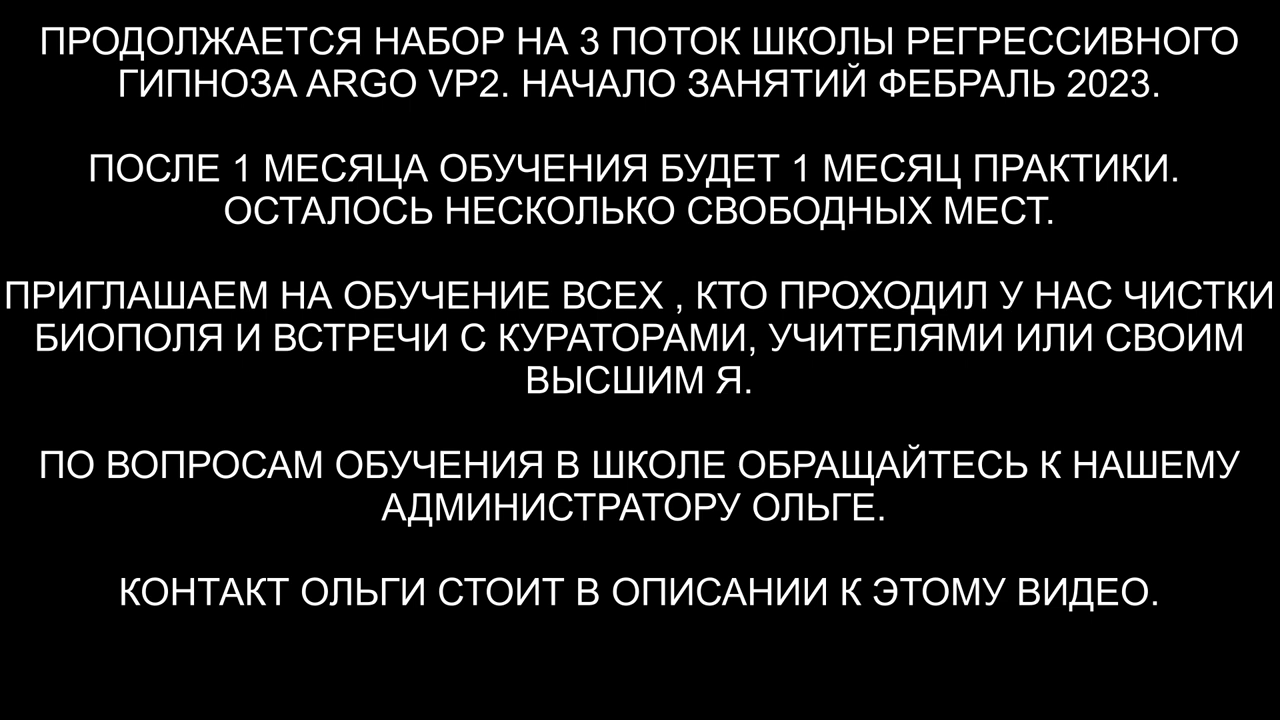 ПРОДОЛЖАЕТСЯ НАБОР НА 3 ПОТОК ШКОЛЫ РЕГРЕССИВНОГО
ГИПНОЗА ARGO VP2. НАЧАЛО ЗАНЯТИЙ ФЕБРАЛЬ 2023.
ПОСЛЕ 1 МЕСЯЦА ОБУЧЕНИЯ БУДЕТ 1 МЕСЯЦ ПРАКТИКИ.
ОСТАЛОСЬ НЕСКОЛЬКО СВОБОДНЫХ МЕСТ.
ПРИГЛАШАЕМ НА ОБУЧЕНИЕ ВСЕХ , КТО ПРОХОДИЛ У НАС ЧИСТКИ
БИОПОЛЯ И ВСТРЕЧИ С КУРАТОРАМИ, УЧИТЕЛЯМИ ИЛИ СВОИМ
ВЫСШИМ Я.
ПО ВОПРОСАМ ОБУЧЕНИЯ В ШКОЛЕ ОБРАЩАЙТЕСЬ К НАШЕМУ
АДМИНИСТРАТОРУ ОЛЬГЕ.
КОНТАКТ ОЛЬГИ СТОИТ В ОПИСАНИИ К ЭТОМУ ВИДЕО.